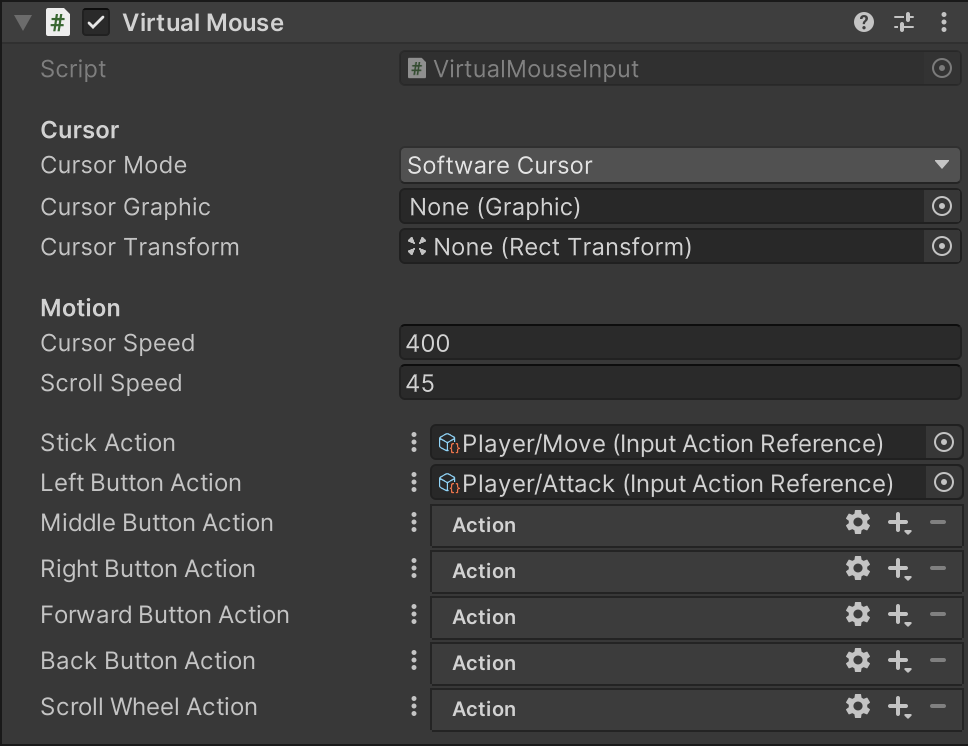 Virtual Mouse
Script VirtualMouseInput
Cursor
Cursor Mode Software Cursor
Cursor Graphic None (Graphic)
Cursor Transform None (Rect Transform)
Motion
Cursor Speed 400
Scroll Speed 45
Stick Action Player/Move (Input Action Reference)
Left Button Action Player/Attack (Input Action Reference)
Middle Button Action Action
Right Button Action Action
Forward Button Action Action
Back Button Action Action
Scroll Wheel Action Action